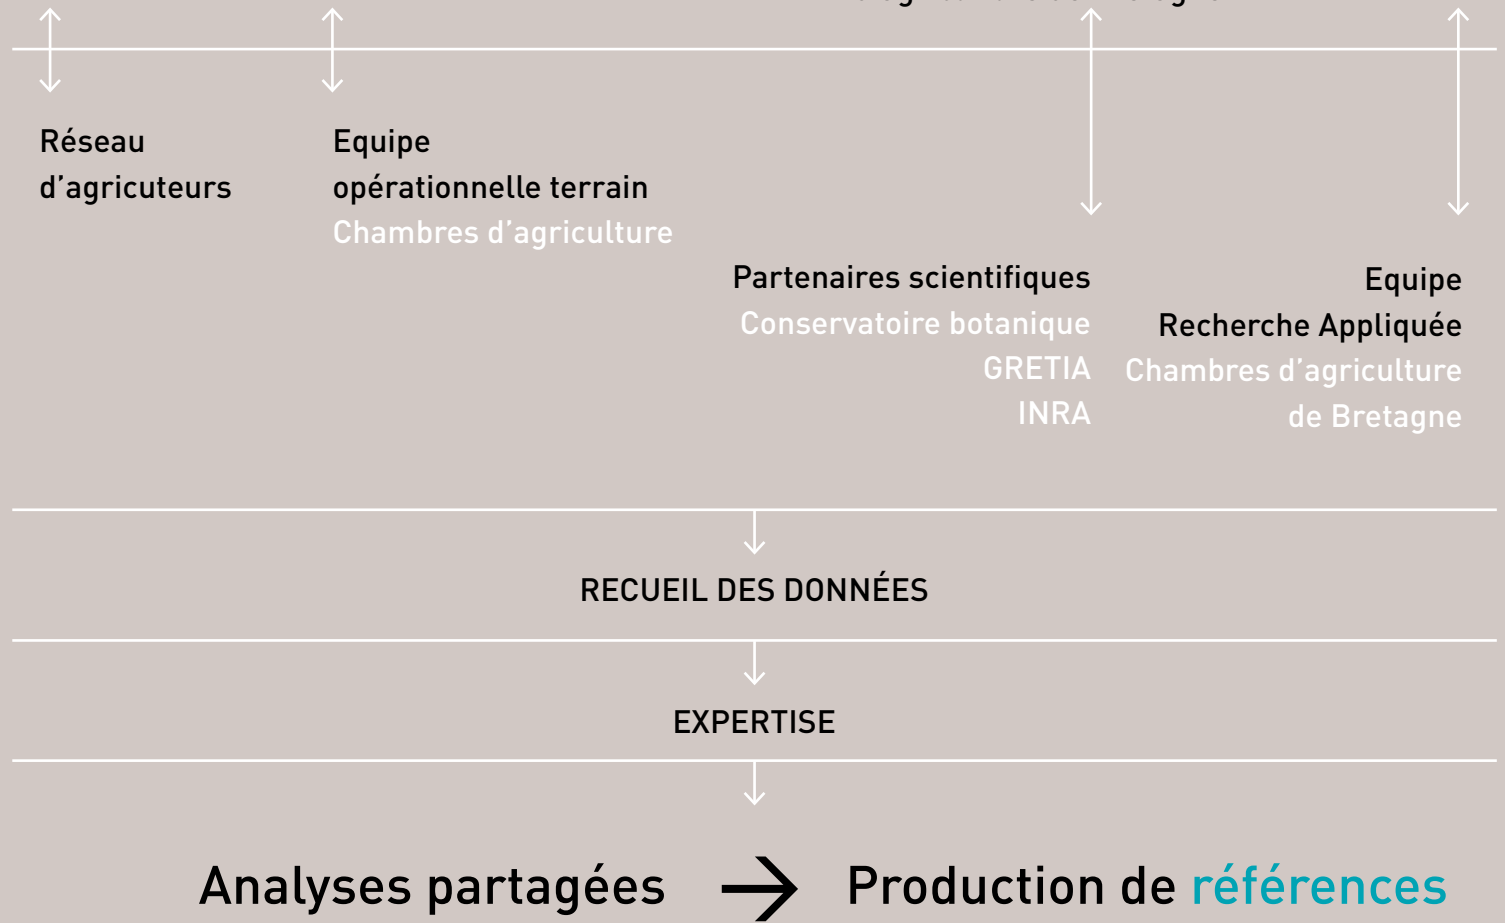 Réseau
d'agricuteurs
Equipe
opérationnelle terrain
Chambres d'agriculture
Partenaires scientifiques
Conservatoire botanique
GRETIA
INRA
Equipe
Recherche Appliquée
Chambres d'agriculture
de Bretagne
RECUEIL DES DONNÉES
EXPERTISE
Analyses partagées → Production de références